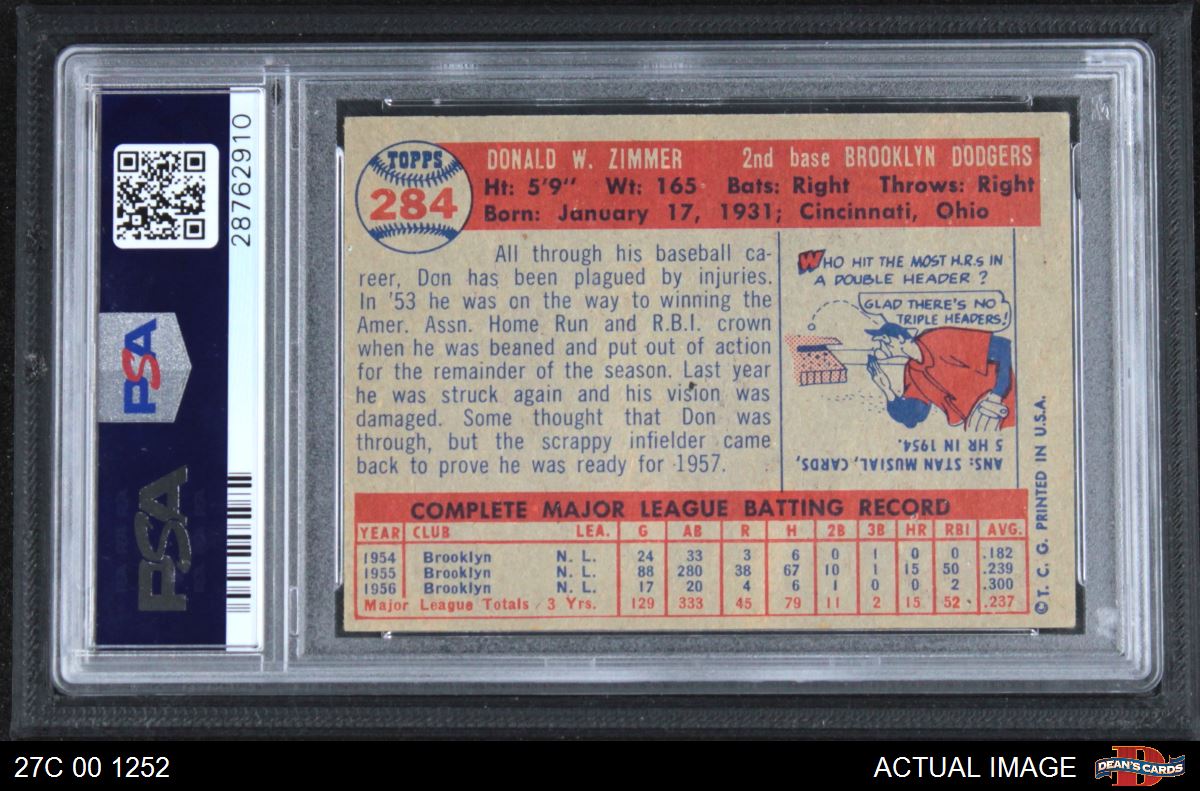 28762910
PSA
PSA
TOPPS
284
DONALD W. ZIMMER 2nd base BROOKLYN DODGERS
Ht: 5'9" Wt: 165 Bats: Right Throws: Right
Born: January 17, 1931; Cincinnati, Ohio
All through his baseball ca-
reer, Don has been plagued by injuries.
In '53 he was on the way to winning the
Amer. Assn. Home Run and R.B.I. crown
when he was beaned and put out of action
for the remainder of the season. Last year
he was struck again and his vision was
damaged. Some thought that Don was
through, but the scrappy infielder came
back to prove he was ready for 1957.
WHO HIT THE MOST H.R.s IN
A DOUBLE HEADER ?
GLAD THERE'S NO
TRIPLE HEADERS!
ANS: STAN MUSIAL, CARDS,
5 HR IN 1954.
COMPLETE MAJOR LEAGUE BATTING RECORD
YEAR CLUB LEA. G AB R H 2B 3B HR RBI AVG.
1954 Brooklyn N. L. 24 33 3 6 0 1 0 0 .182
1955 Brooklyn N. L. 88 280 38 67 10 1 15 50 .239
1956 Brooklyn N. L. 17 20 4 6 1 0 0 2 .300
Major League Totals 3 Yrs. 129 333 45 79 11 2 15 52 .237
© T. C. G. PRINTED IN U.S.A.
27C 00 1252
ACTUAL IMAGE
DEAN'S CARDS